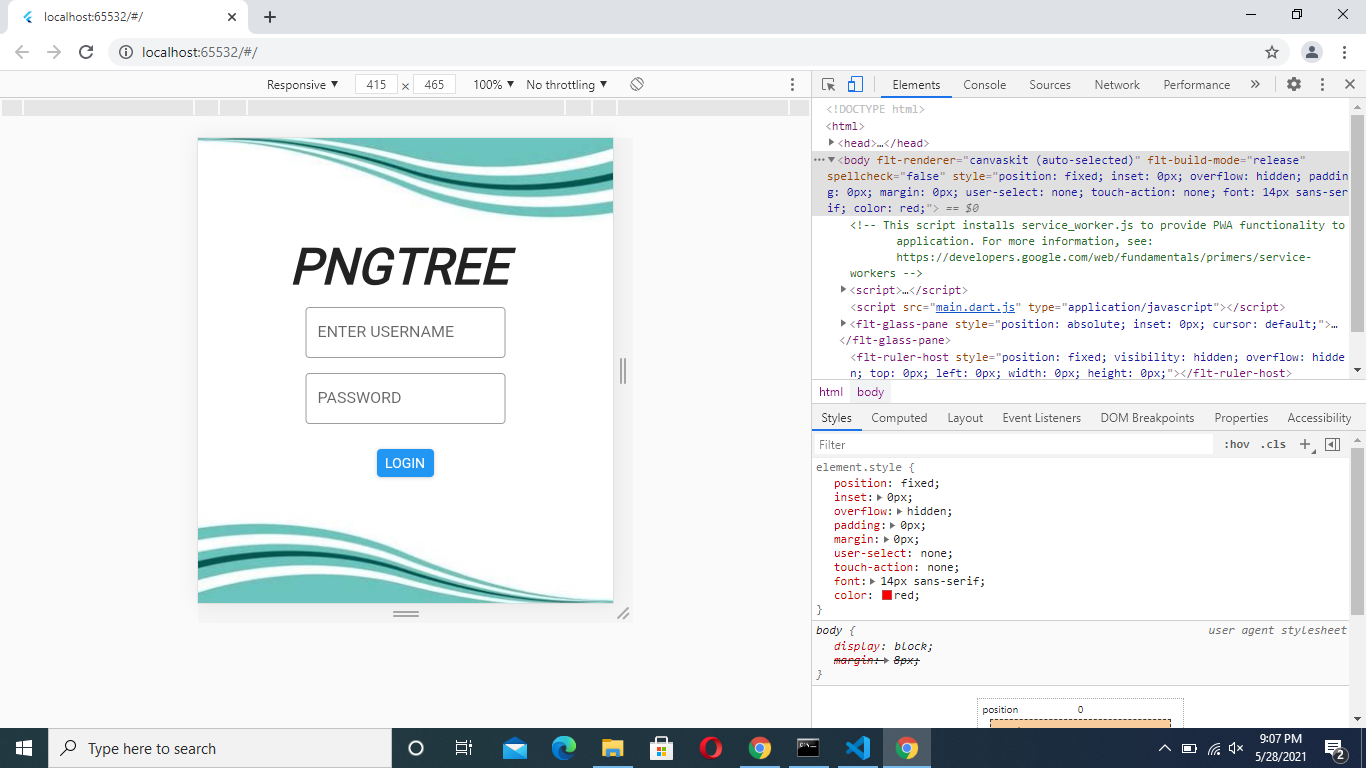 localhost:65532/#/
localhost:65532/#/
Responsive 415 × 465 100% No throttling
Elements Console Sources Network Performance
PNGTREE
ENTER USERNAME
PASSWORD
LOGIN
<!DOCTYPE html>
<html>
<head>…</head>
<body flt-renderer="canvaskit (auto-selected)" flt-build-mode="release"
spellcheck="false" style="position: fixed; inset: 0px; overflow: hidden; paddin
g: 0px; margin: 0px; user-select: none; touch-action: none; font: 14px sans-ser
if; color: red;"> == $0
<!-- This script installs service_worker.js to provide PWA functionality to
application. For more information, see:
https://developers.google.com/web/fundamentals/primers/service-
workers -->
<script>…</script>
<script src="main.dart.js" type="application/javascript"></script>
<flt-glass-pane style="position: absolute; inset: 0px; cursor: default;">…
</flt-glass-pane>
<flt-ruler-host style="position: fixed; visibility: hidden; overflow: hidde
n; top: 0px; left: 0px; width: 0px; height: 0px;"></flt-ruler-host>
html body
Styles Computed Layout Event Listeners DOM Breakpoints Properties Accessibility
Filter :hov .cls +
element.style {
position: fixed;
inset: 0px;
overflow: hidden;
padding: 0px;
margin: 0px;
user-select: none;
touch-action: none;
font: 14px sans-serif;
color: red;
}
body { user agent stylesheet
display: block;
margin: 8px;
}
position 0
Type here to search
9:07 PM
5/28/2021
2